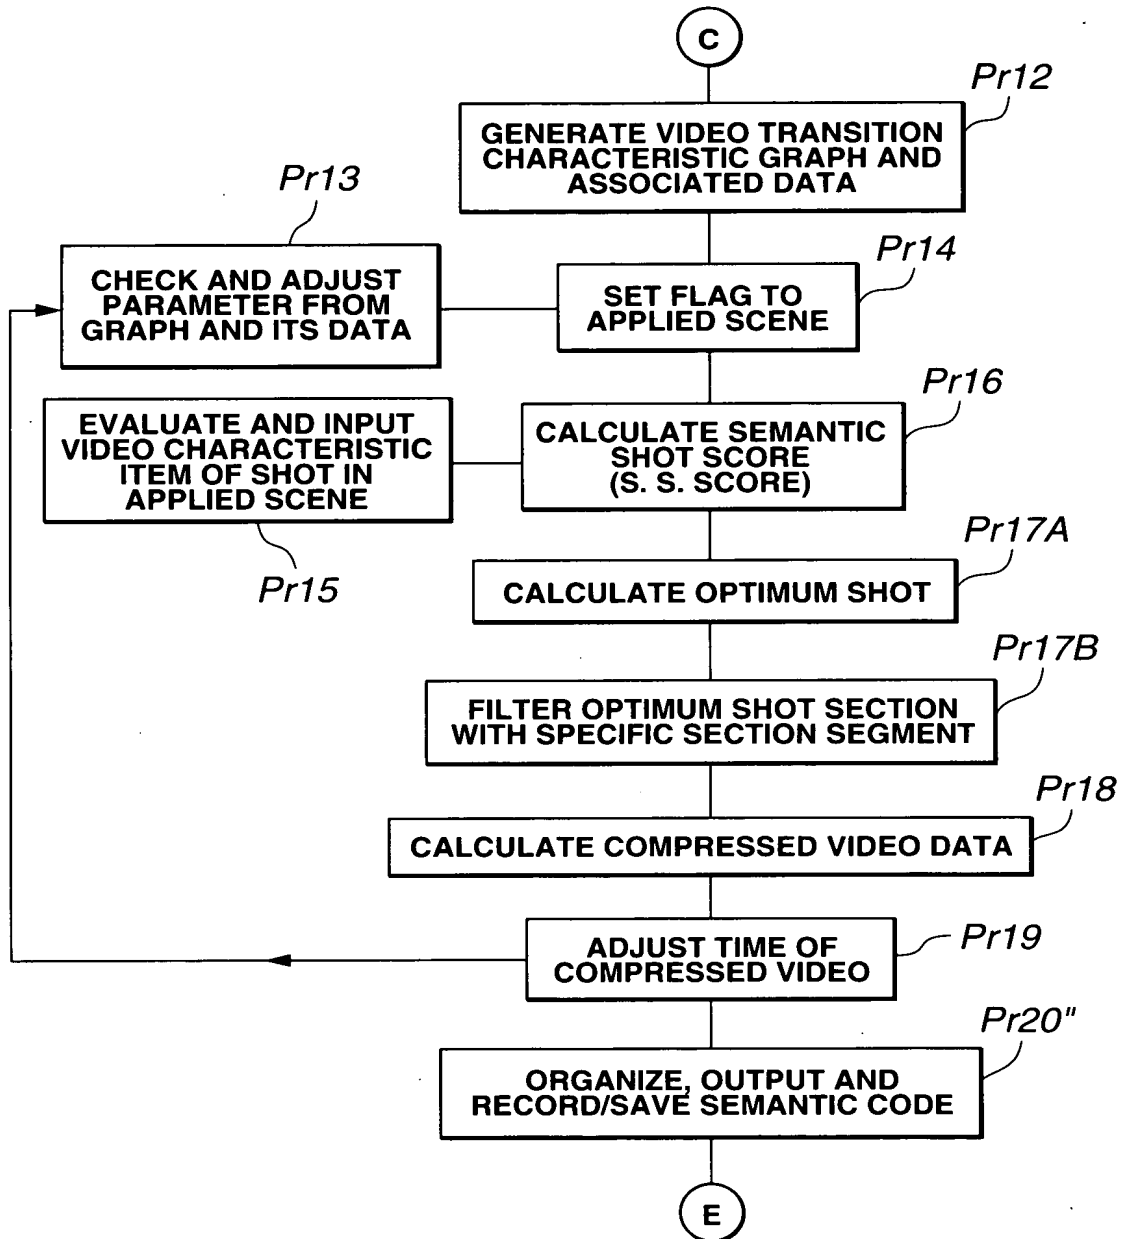 C
Pr12
GENERATE VIDEO TRANSITION
CHARACTERISTIC GRAPH AND
ASSOCIATED DATA
Pr13
CHECK AND ADJUST
PARAMETER FROM
GRAPH AND ITS DATA
Pr14
SET FLAG TO
APPLIED SCENE
Pr16
EVALUATE AND INPUT
VIDEO CHARACTERISTIC
ITEM OF SHOT IN
APPLIED SCENE
Pr15
CALCULATE SEMANTIC
SHOT SCORE
(S. S. SCORE)
Pr17A
CALCULATE OPTIMUM SHOT
Pr17B
FILTER OPTIMUM SHOT SECTION
WITH SPECIFIC SECTION SEGMENT
Pr18
CALCULATE COMPRESSED VIDEO DATA
Pr19
ADJUST TIME OF
COMPRESSED VIDEO
Pr20"
ORGANIZE, OUTPUT AND
RECORD/SAVE SEMANTIC CODE
E